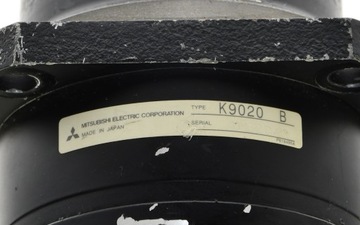 MITSUBISHI ELECTRIC CORPORATION TYPE K9020 B
MADE IN JAPAN SERIAL